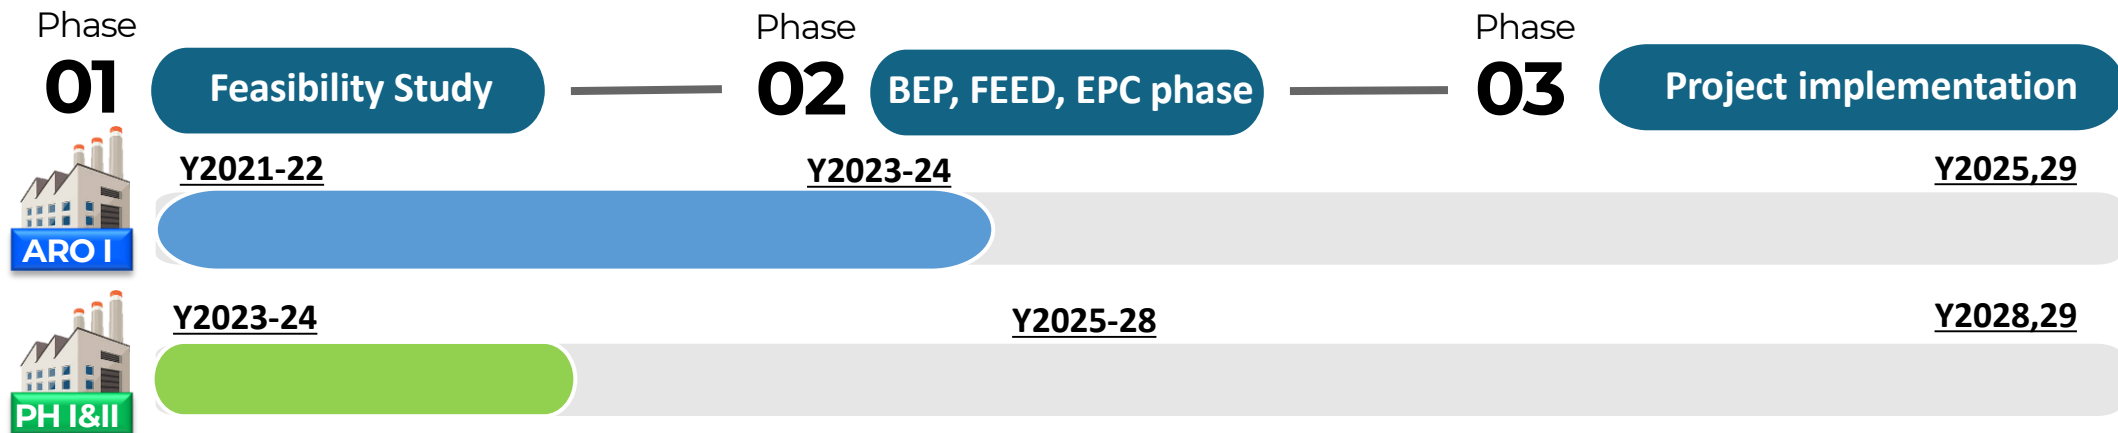 Phase
01
Feasibility Study
Phase
02
BEP, FEED, EPC phase
Phase
03
Project implementation
ARO I
Y2021-22
Y2023-24
Y2025,29
PH I&II
Y2023-24
Y2025-28
Y2028,29